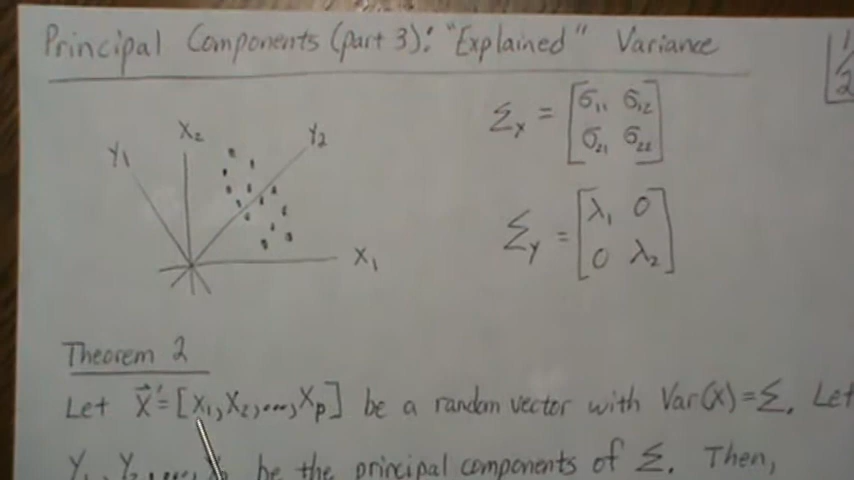 Principal Components (part 3): "Explained" Variance
Σx = [σ11 σ12
σ21 σ22]
Y1 X2 Y2
X1
ΣY = [λ1 0
0 λ2]
Theorem 2
Let X⃗' = [X1, X2, ..., Xp] be a random vector with Var(X) = Σ. Let
Y1, Y2, ..., be the principal components of Σ. Then,